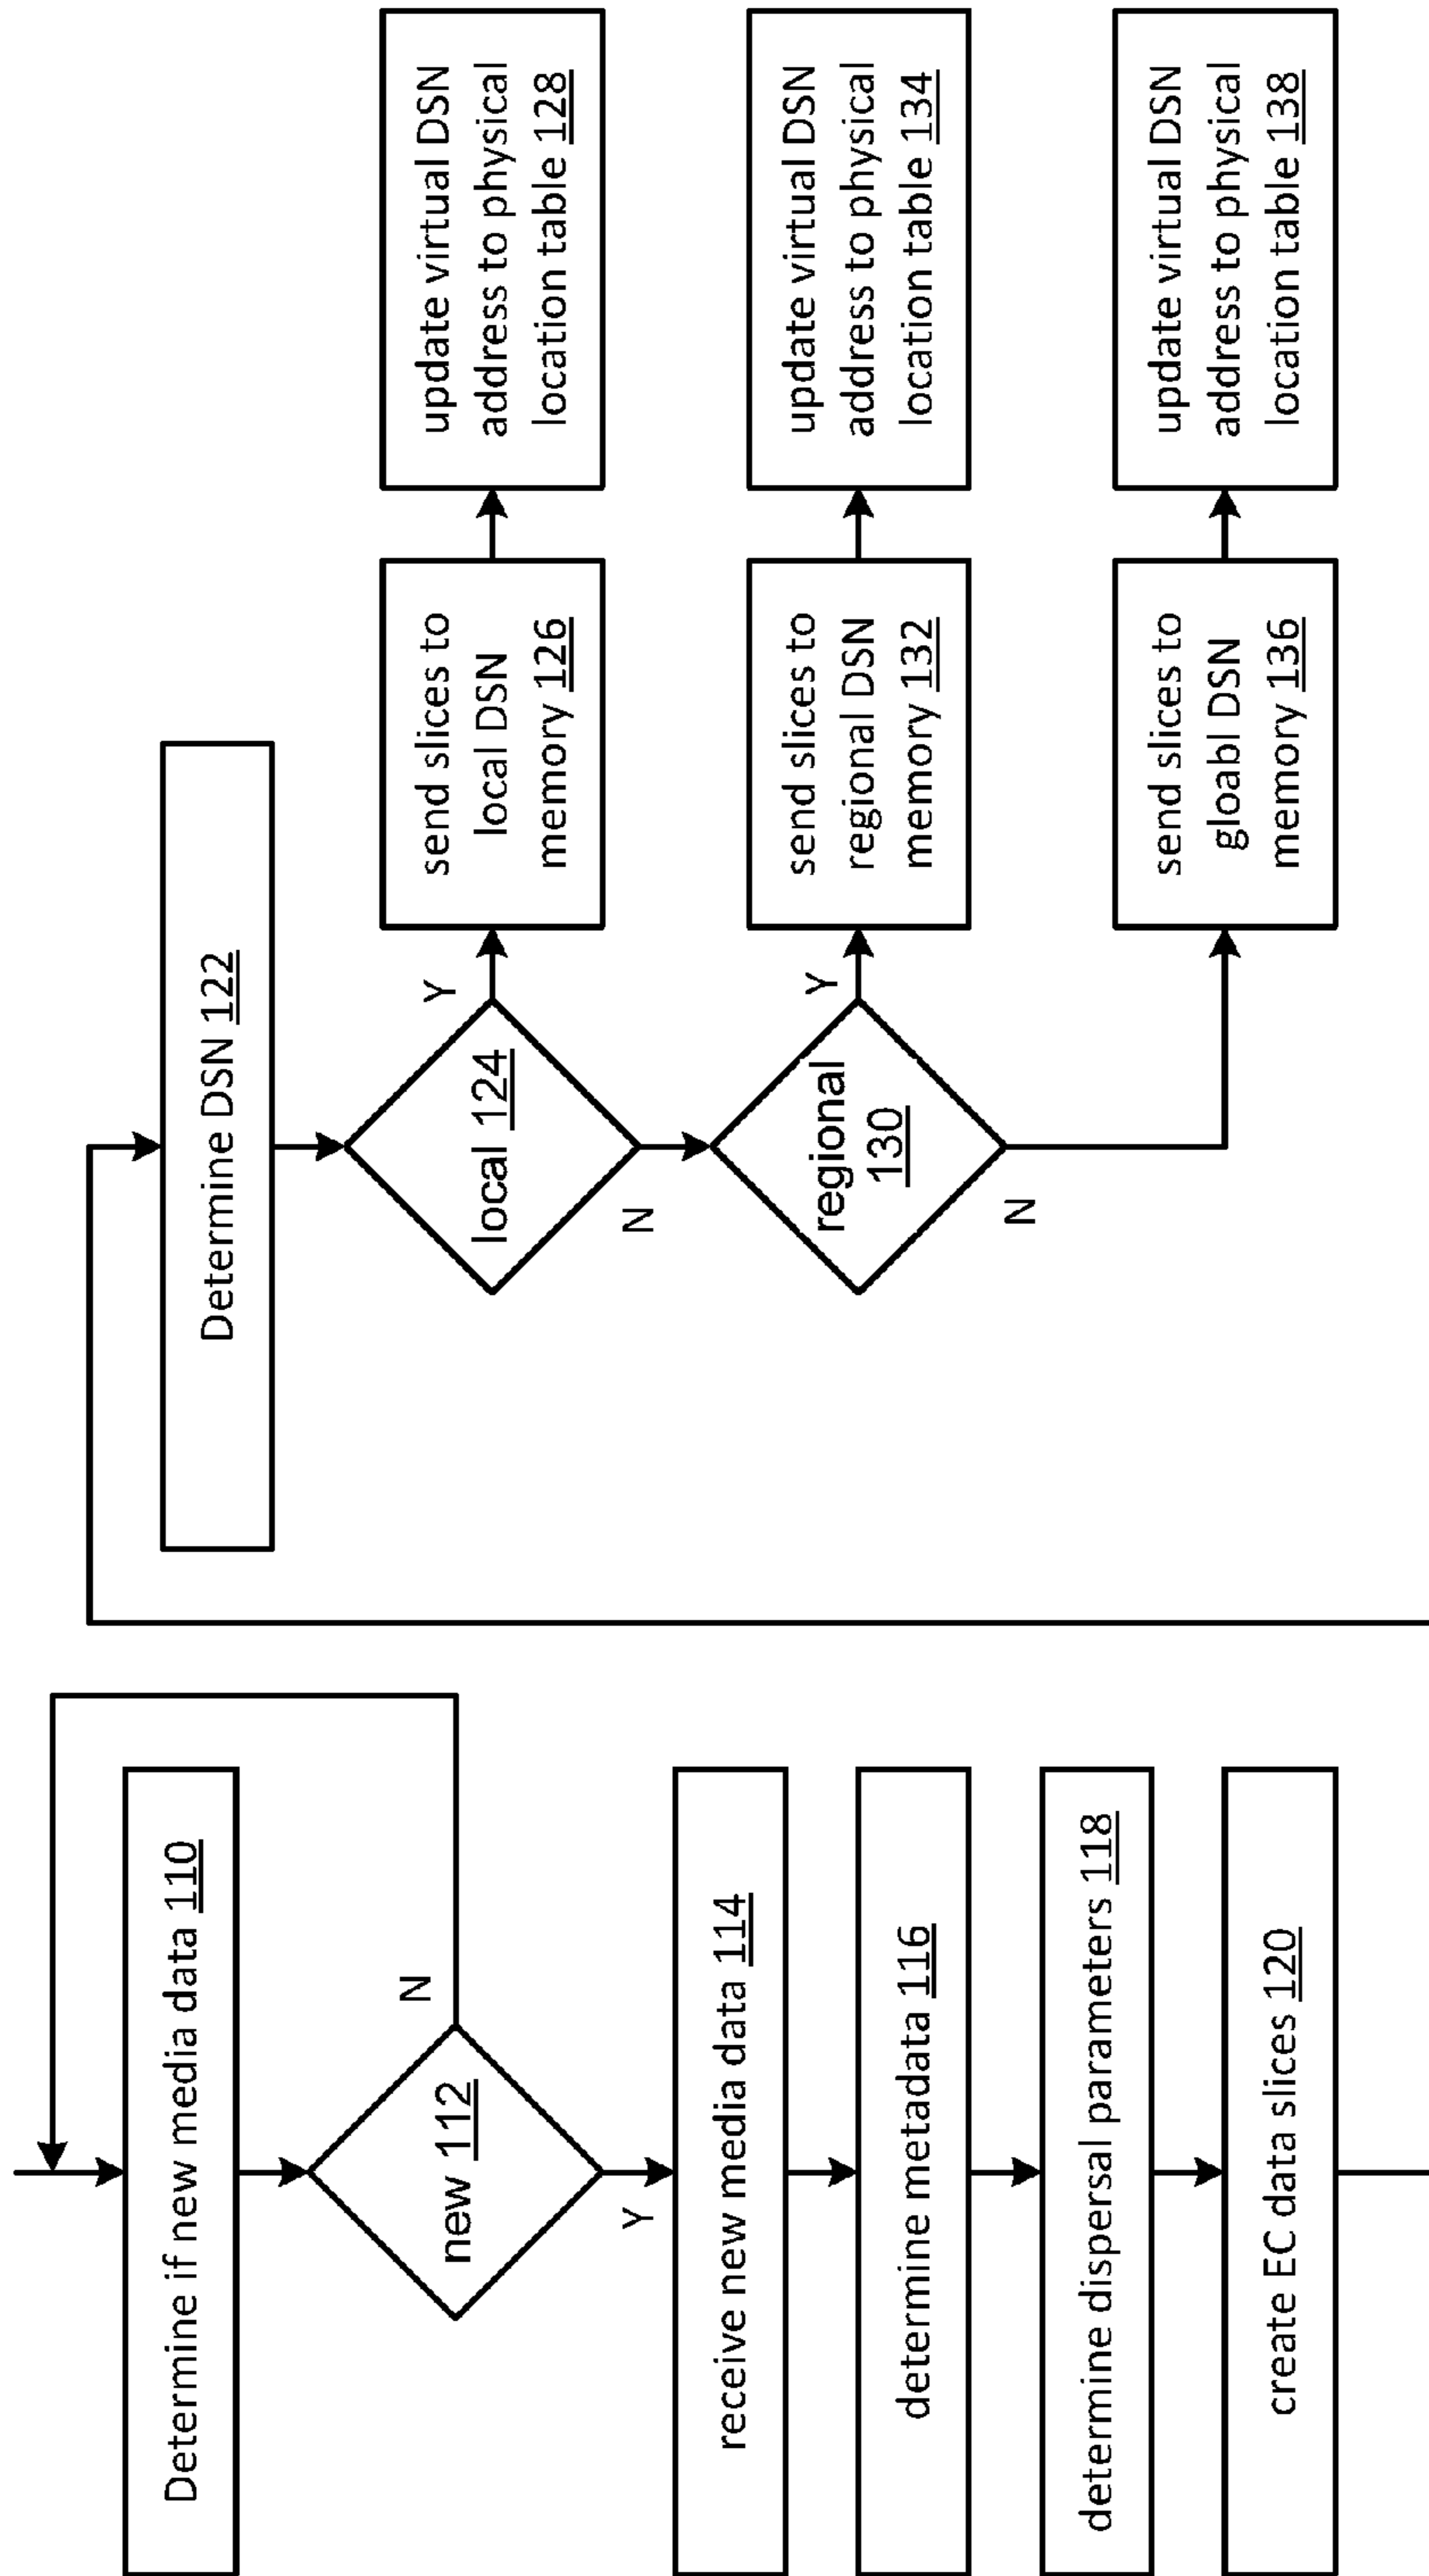 Determine if new media data 110
new 112
N
Y
receive new media data 114
determine metadata 116
determine dispersal parameters 118
create EC data slices 120
Determine DSN 122
local 124
Y
N
send slices to
local DSN
memory 126
update virtual DSN
address to physical
location table 128
regional
130
Y
N
send slices to
regional DSN
memory 132
update virtual DSN
address to physical
location table 134
send slices to
gloabl DSN
memory 136
update virtual DSN
address to physical
location table 138